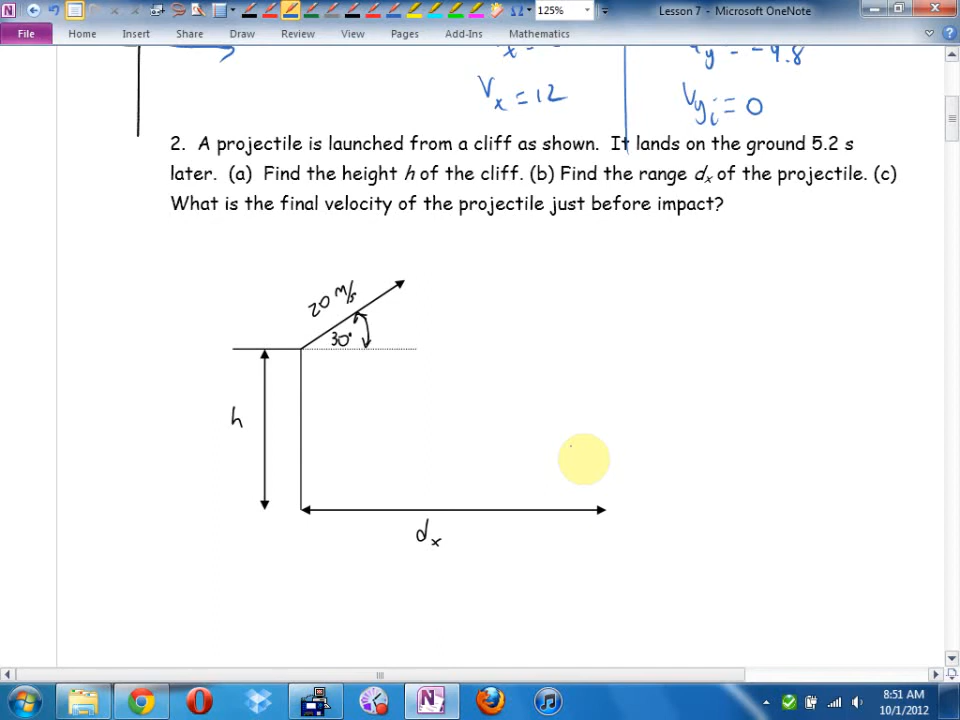 Lesson 7 - Microsoft OneNote
125%
File Home Insert Share Draw Review View Pages Add-Ins Mathematics
Vx = 12
Vyi = 0
2. A projectile is launched from a cliff as shown. It lands on the ground 5.2 s
later. (a) Find the height h of the cliff. (b) Find the range dx of the projectile. (c)
What is the final velocity of the projectile just before impact?
20 m/s
30°
h
dx
8:51 AM
10/1/2012